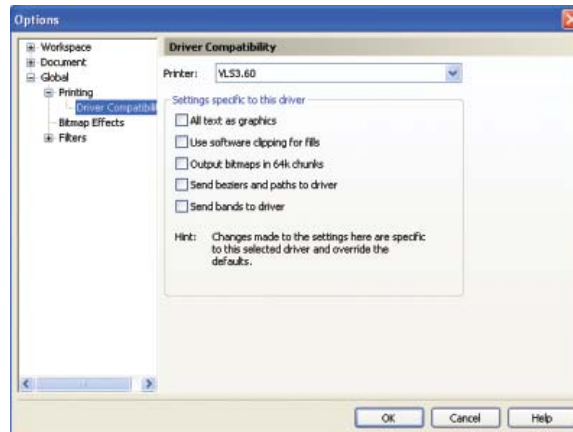 Options
Workspace
Document
Global
Printing
Driver Compatibili
Bitmap Effects
Filters
Driver Compatibility
Printer: VLS3.60
Settings specific to this driver
All text as graphics
Use software clipping for fills
Output bitmaps in 64k chunks
Send beziers and paths to driver
Send bands to driver
Hint: Changes made to the settings here are specific
to this selected driver and override the
defaults.
OK Cancel Help